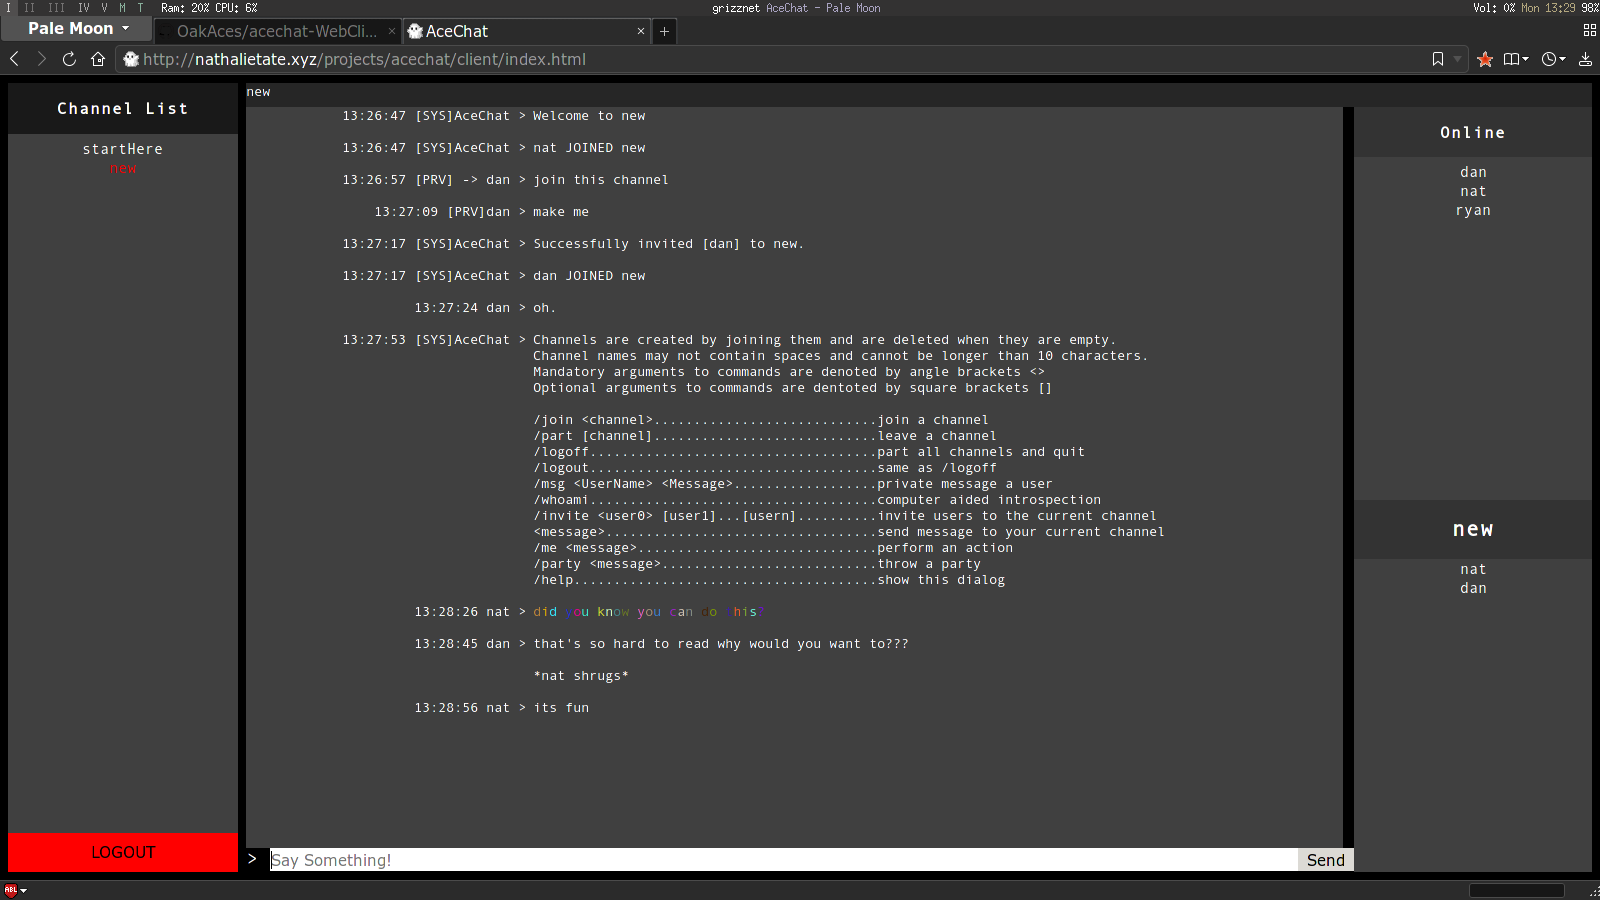 I II III IV V M T Ram: 20% CPU: 6% grizznet AceChat - Pale Moon Vol: 0% Mon 13:29 98%
Pale Moon OakAces/acechat-WebCli... × AceChat × +
http://nathalietate.xyz/projects/acechat/client/index.html
Channel List
startHere
new
LOGOUT
new
13:26:47 [SYS]AceChat > Welcome to new
13:26:47 [SYS]AceChat > nat JOINED new
13:26:57 [PRV] -> dan > join this channel
13:27:09 [PRV]dan > make me
13:27:17 [SYS]AceChat > Successfully invited [dan] to new.
13:27:17 [SYS]AceChat > dan JOINED new
13:27:24 dan > oh.
13:27:53 [SYS]AceChat > Channels are created by joining them and are deleted when they are empty.
Channel names may not contain spaces and cannot be longer than 10 characters.
Mandatory arguments to commands are denoted by angle brackets <>
Optional arguments to commands are dentoted by square brackets []
/join <channel>............................join a channel
/part [channel]............................leave a channel
/logoff....................................part all channels and quit
/logout....................................same as /logoff
/msg <UserName> <Message>..................private message a user
/whoami....................................computer aided introspection
/invite <user0> [user1]...[usern]..........invite users to the current channel
<message>..................................send message to your current channel
/me <message>..............................perform an action
/party <message>...........................throw a party
/help......................................show this dialog
13:28:26 nat > did you know you can do this?
13:28:45 dan > that's so hard to read why would you want to???
*nat shrugs*
13:28:56 nat > its fun
> Say Something! Send
Online
dan
nat
ryan
new
nat
dan
ABL